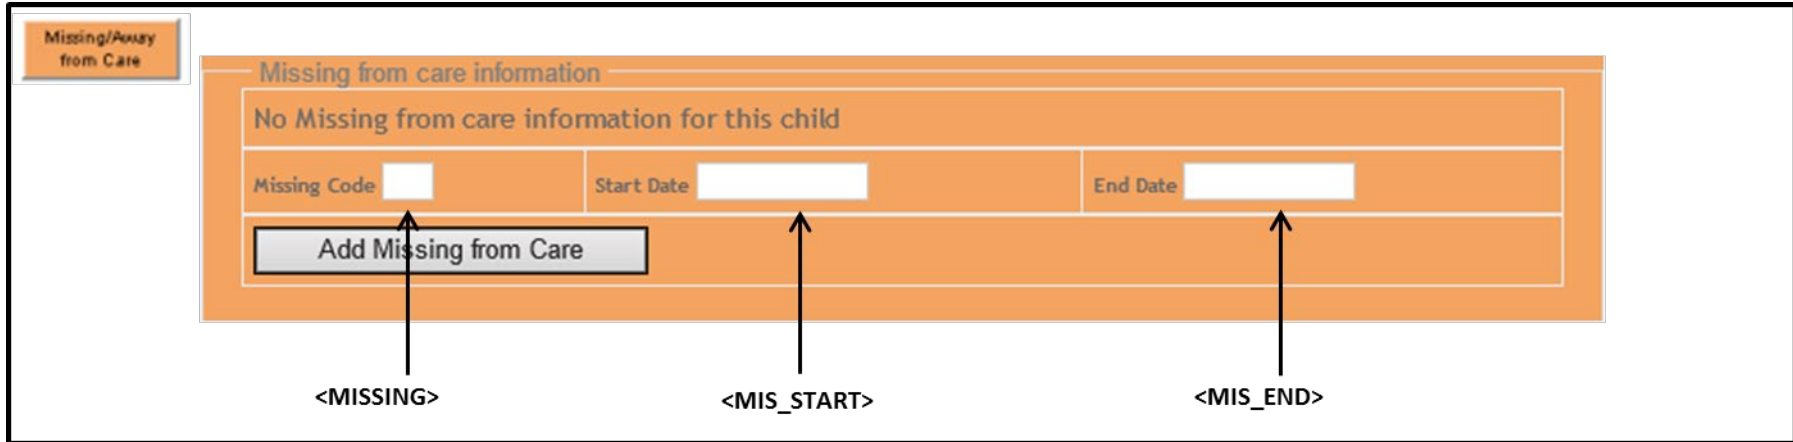 Missing/Away
from Care
Missing from care information
No Missing from care information for this child
Missing Code
Start Date
End Date
Add Missing from Care
<MISSING>
<MIS_START>
<MIS_END>